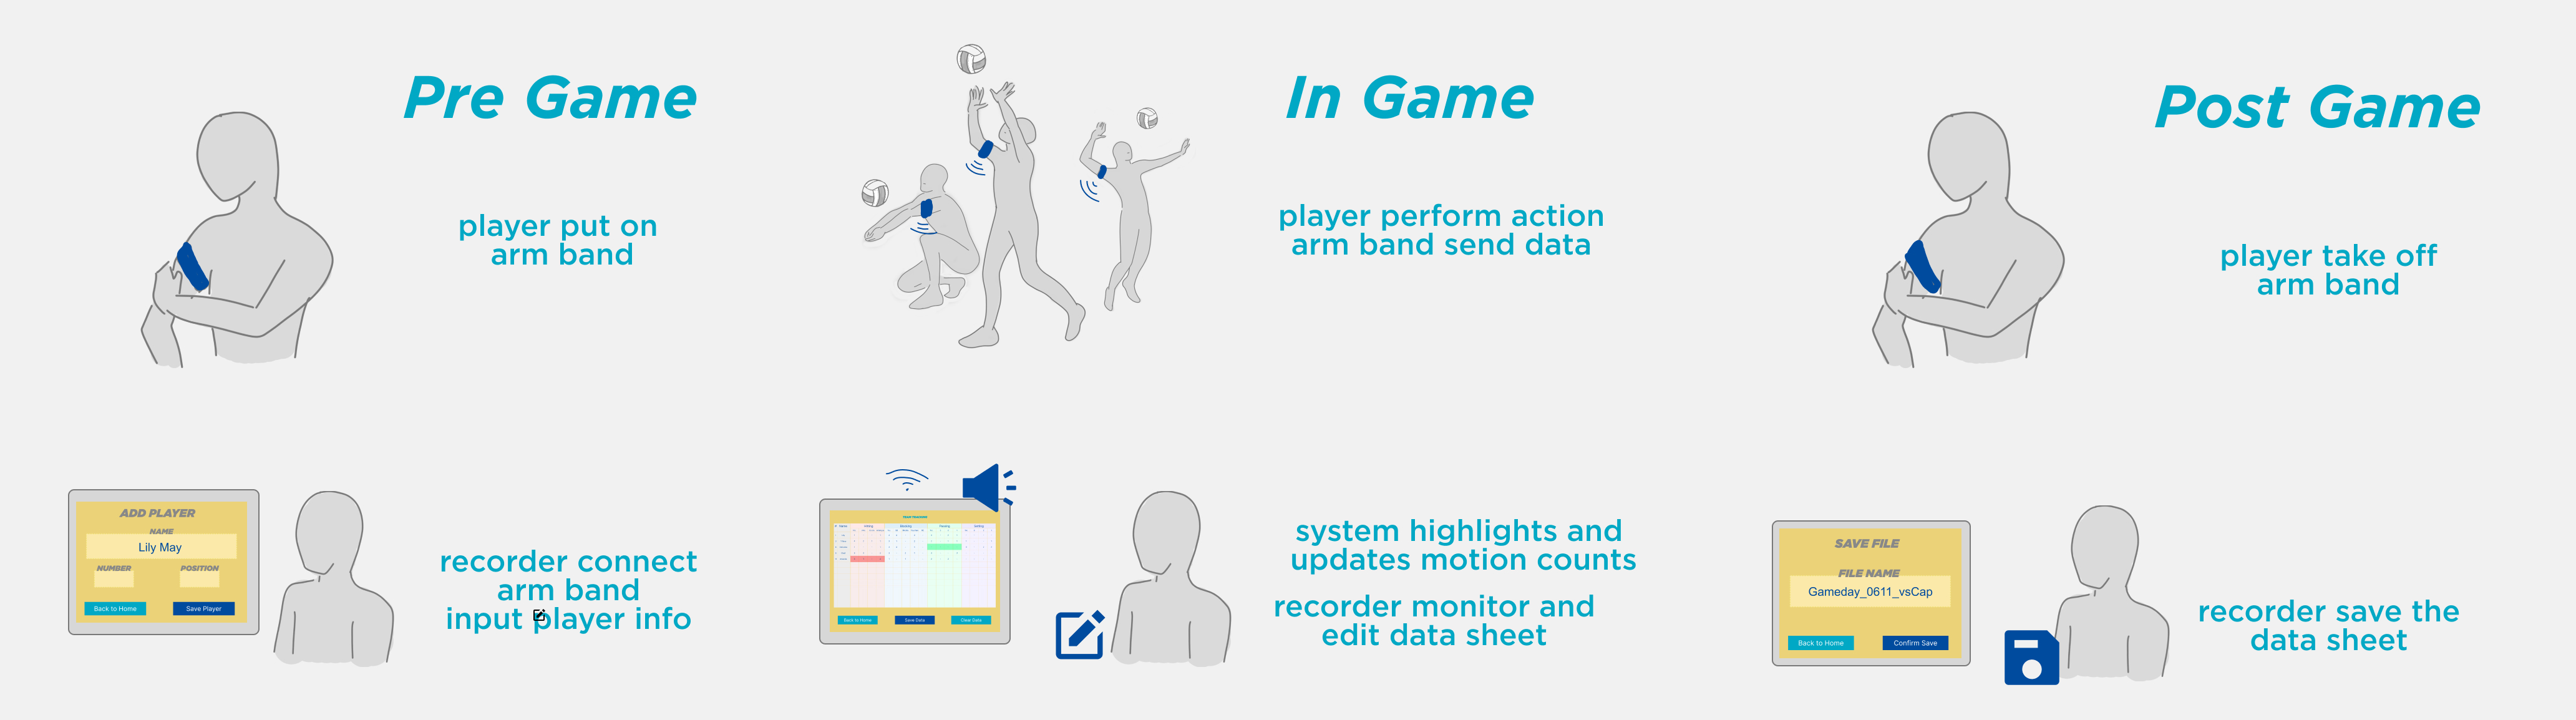 Pre Game
player put on
arm band
ADD PLAYER
NAME
Lily May
NUMBER
POSITION
Back to Home
Save Player
recorder connect
arm band
input player info
In Game
player perform action
arm band send data
Name
Hitting
Blocking
Setting
Back to Home
Save Data
Clear Data
system highlights and
updates motion counts
recorder monitor and
edit data sheet
Post Game
player take off
arm band
SAVE FILE
FILE NAME
Gameday_0611_vsCap
Back to Home
Confirm Save
recorder save the
data sheet